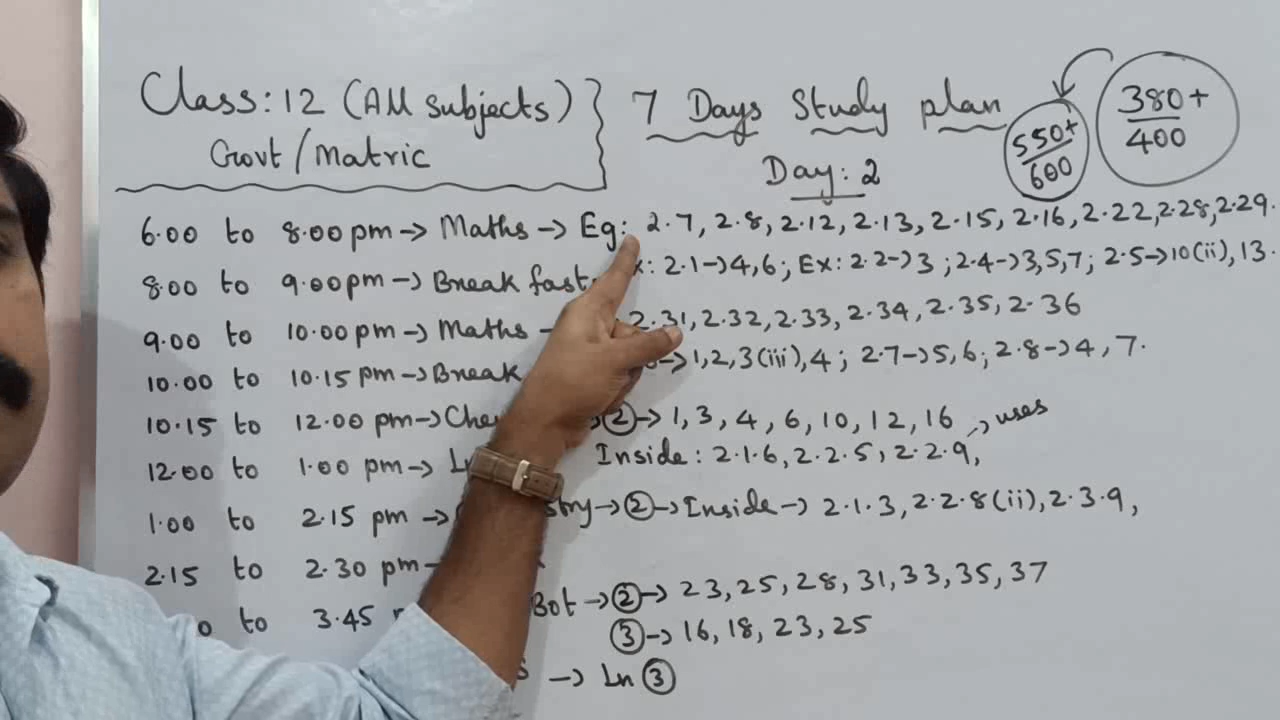 Class: 12 (All subjects)
Govt/Matric
7 Days Study plan
Day: 2
550+
600
380+
400
6.00 to 8.00 pm → Maths → Eg: 2.7, 2.8, 2.12, 2.13, 2.15, 2.16, 2.22, 2.28, 2.29.
8.00 to 9.00 pm → Break fast
: 2.1 → 4, 6; Ex: 2.2 → 3; 2.4 → 3, 5, 7; 2.5 → 10(ii), 13.
9.00 to 10.00 pm → Maths → 2.31, 2.32, 2.33, 2.34, 2.35, 2.36
10.00 to 10.15 pm → Break
→ 1, 2, 3(iii), 4; 2.7 → 5, 6; 2.8 → 4, 7.
10.15 to 12.00 pm → Che ② → 1, 3, 4, 6, 10, 12, 16
12.00 to 1.00 pm →
Inside: 2.1.6, 2.2.5, 2.2.9, → uses
1.00 to 2.15 pm → stry → ② → Inside → 2.1.3, 2.2.8(ii), 2.3.9,
2.15 to 2.30 pm →
to 3.45 Bot → ② → 23, 25, 28, 31, 33, 35, 37
③ → 16, 18, 23, 25
→ Ln ③